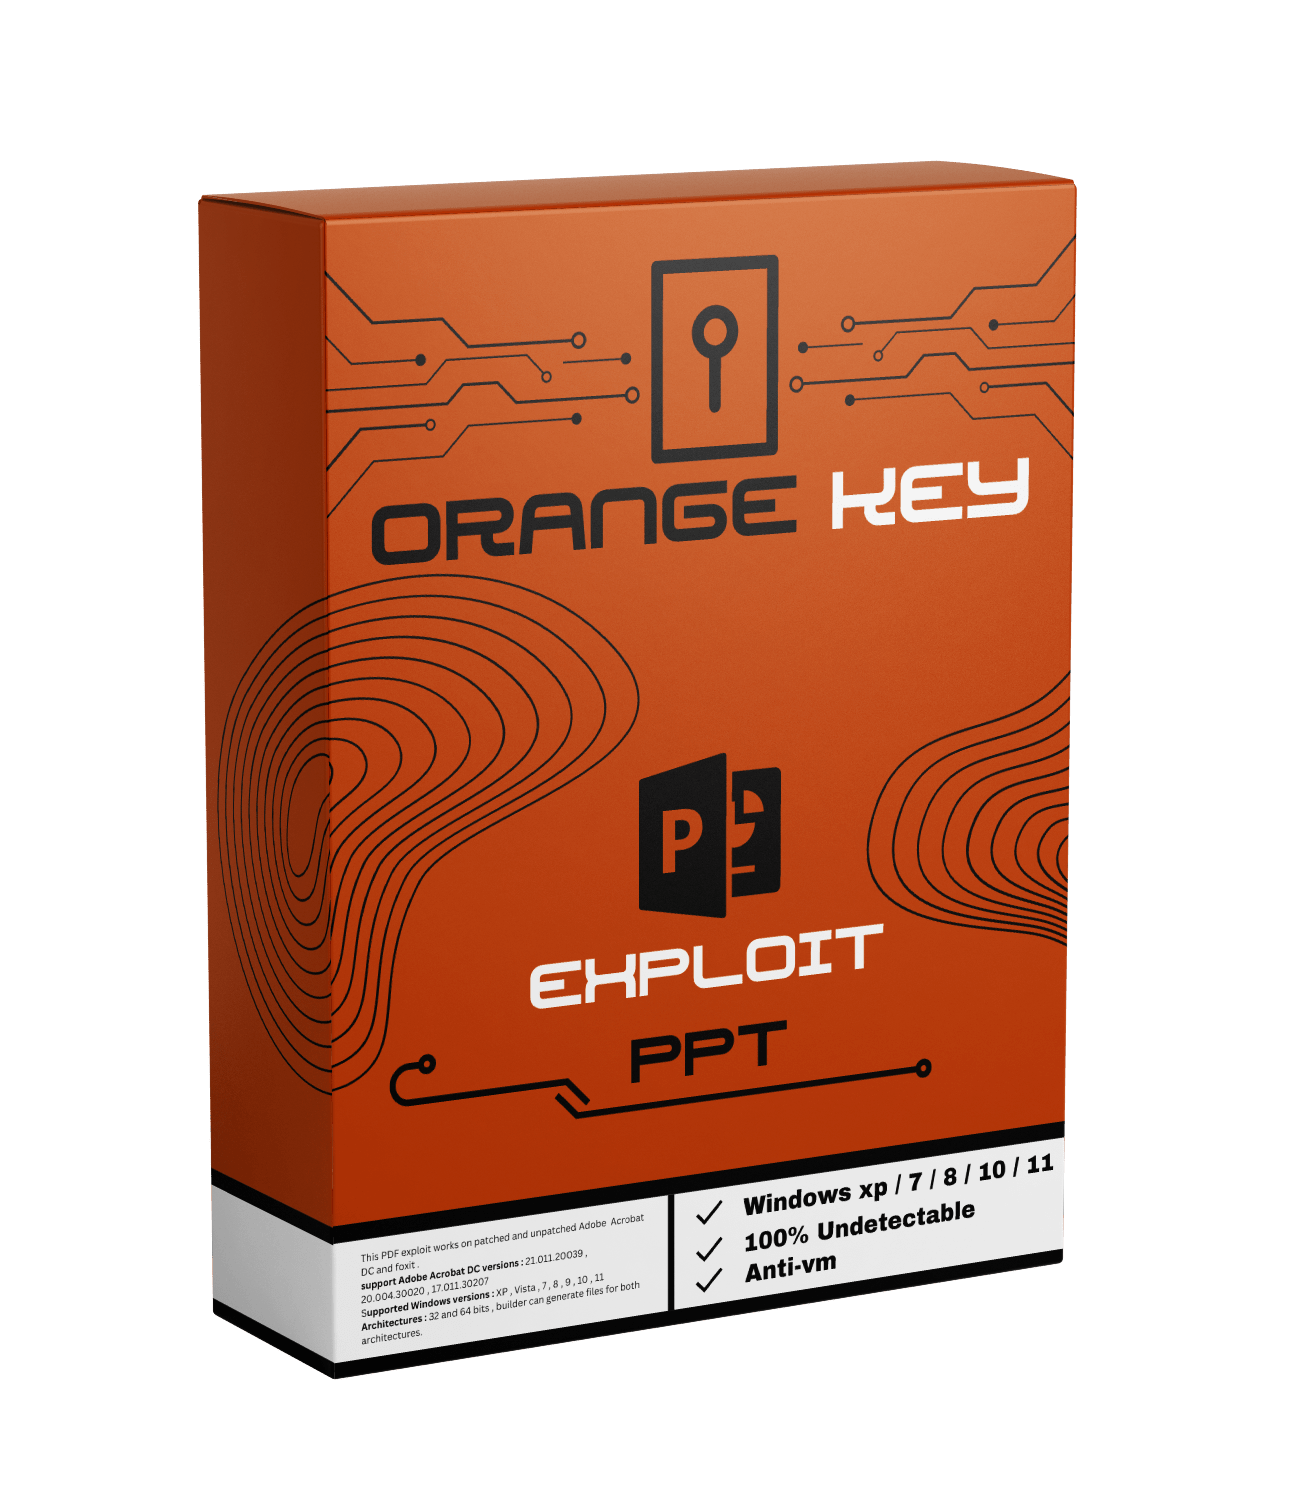 ORANGE KEY
P
EXPLOIT
PPT
This PDF exploit works on patched and unpatched Adobe Acrobat
DC and foxit .
support Adobe Acrobat DC versions : 21.011.20039 ,
20.004.30020 , 17.011.30207
Supported Windows versions : XP , Vista , 7 , 8 , 9 , 10 , 11
Architectures : 32 and 64 bits , builder can generate files for both
architectures.
Windows xp / 7 / 8 / 10 / 11
100% Undetectable
Anti-vm